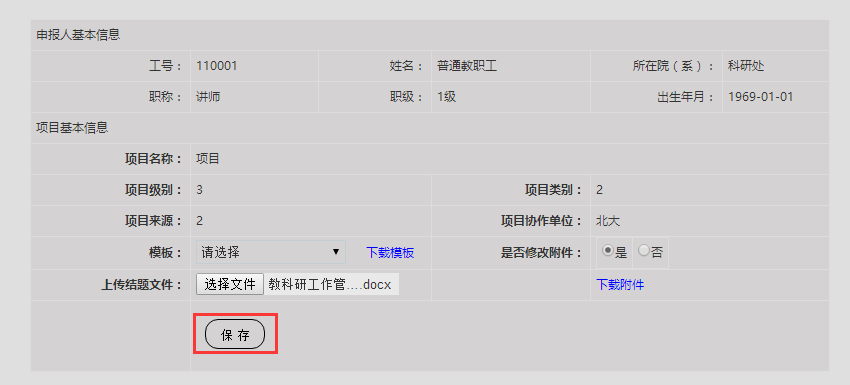 申报人基本信息
工号： 110001 姓名： 普通教职工 所在院（系）： 科研处
职称： 讲师 职级： 1级 出生年月： 1969-01-01
项目基本信息
项目名称： 项目
项目级别： 3 项目类别： 2
项目来源： 2 项目协作单位： 北大
模板： 请选择 下载模板 是否修改附件： 是 否
上传结题文件： 选择文件 教科研工作管....docx 下载附件
保存